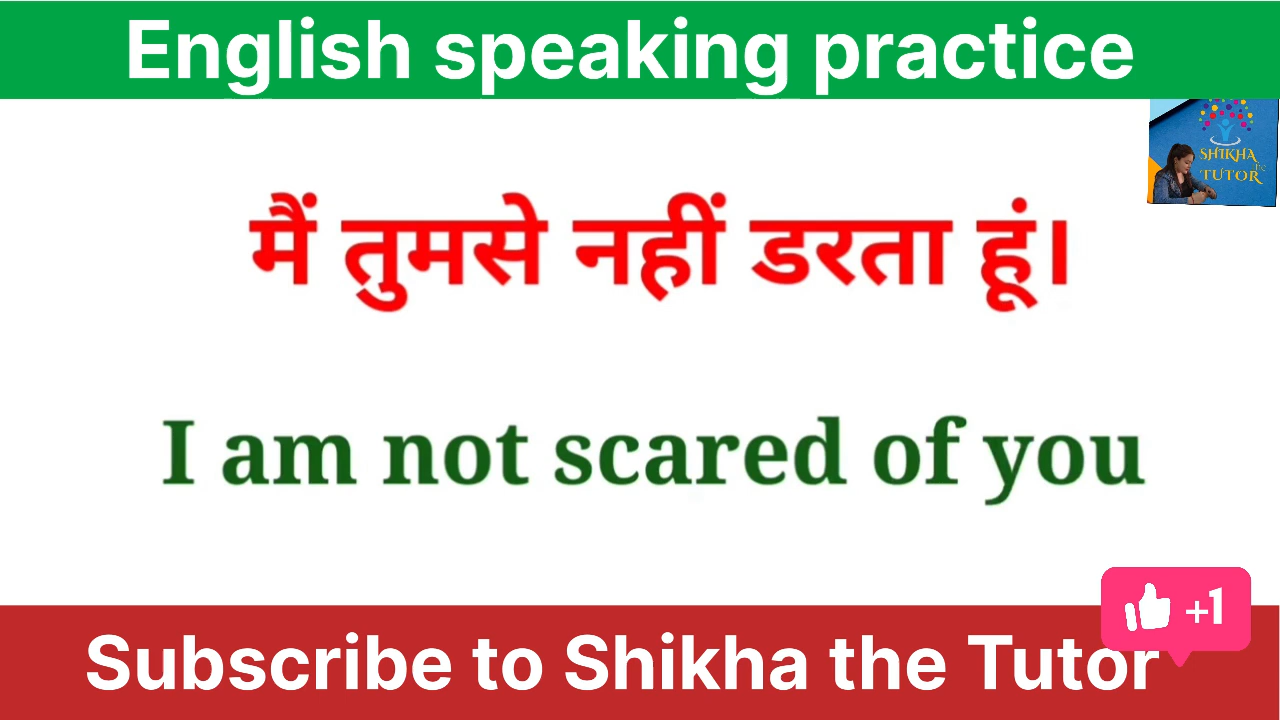 English speaking practice
SHIKHA
the
TUTOR
मैं तुमसे नहीं डरता हूं।
I am not scared of you
+1
Subscribe to Shikha the Tutor